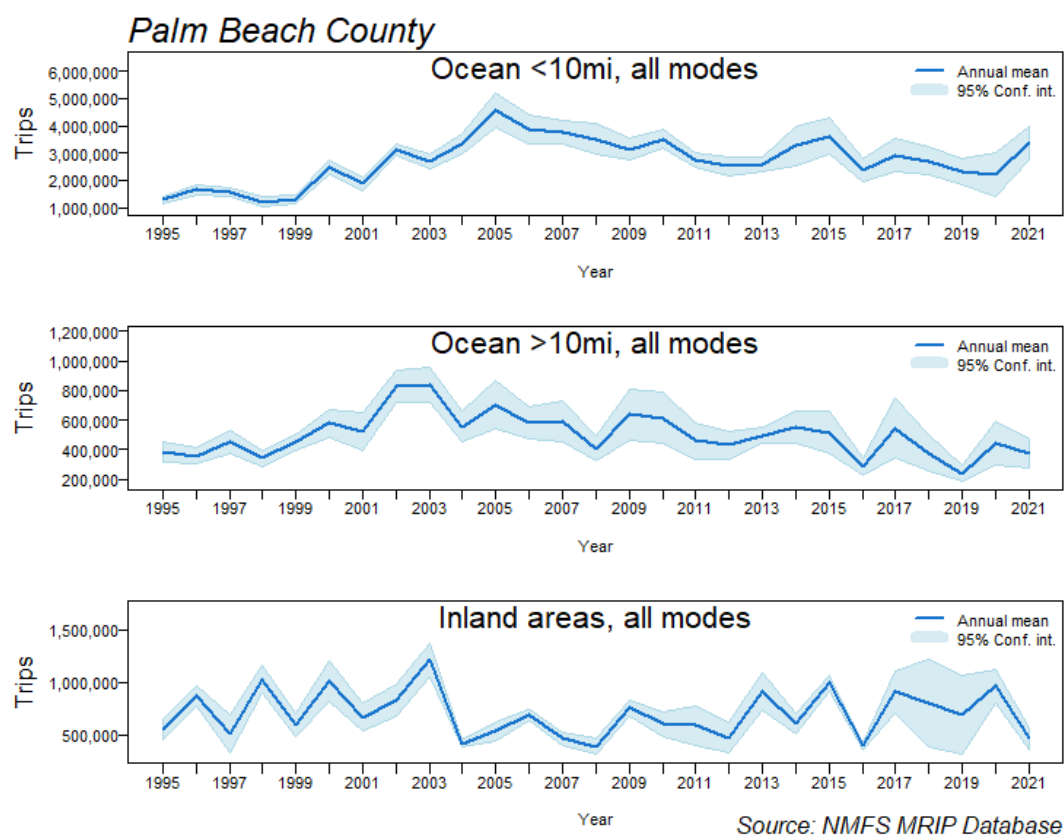 Palm Beach County
Ocean <10mi, all modes
Annual mean
95% Conf. int.
Trips
6,000,000
5,000,000
4,000,000
3,000,000
2,000,000
1,000,000
1995 1997 1999 2001 2003 2005 2007 2009 2011 2013 2015 2017 2019 2021
Year
Ocean >10mi, all modes
Annual mean
95% Conf. int.
Trips
1,200,000
1,000,000
800,000
600,000
400,000
200,000
1995 1997 1999 2001 2003 2005 2007 2009 2011 2013 2015 2017 2019 2021
Year
Inland areas, all modes
Annual mean
95% Conf. int.
Trips
1,500,000
1,000,000
500,000
1995 1997 1999 2001 2003 2005 2007 2009 2011 2013 2015 2017 2019 2021
Year
Source: NMFS MRIP Database